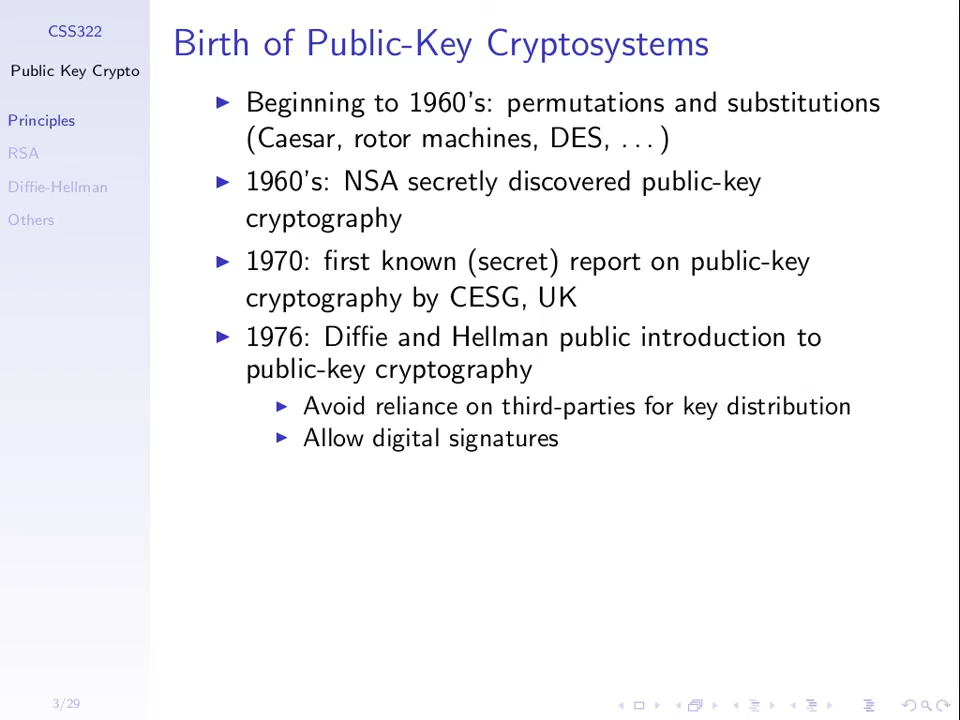 CSS322
Public Key Crypto
Principles
RSA
Diffie-Hellman
Others
3/29
Birth of Public-Key Cryptosystems
Beginning to 1960's: permutations and substitutions
(Caesar, rotor machines, DES, . . . )
1960's: NSA secretly discovered public-key
cryptography
1970: first known (secret) report on public-key
cryptography by CESG, UK
1976: Diffie and Hellman public introduction to
public-key cryptography
Avoid reliance on third-parties for key distribution
Allow digital signatures